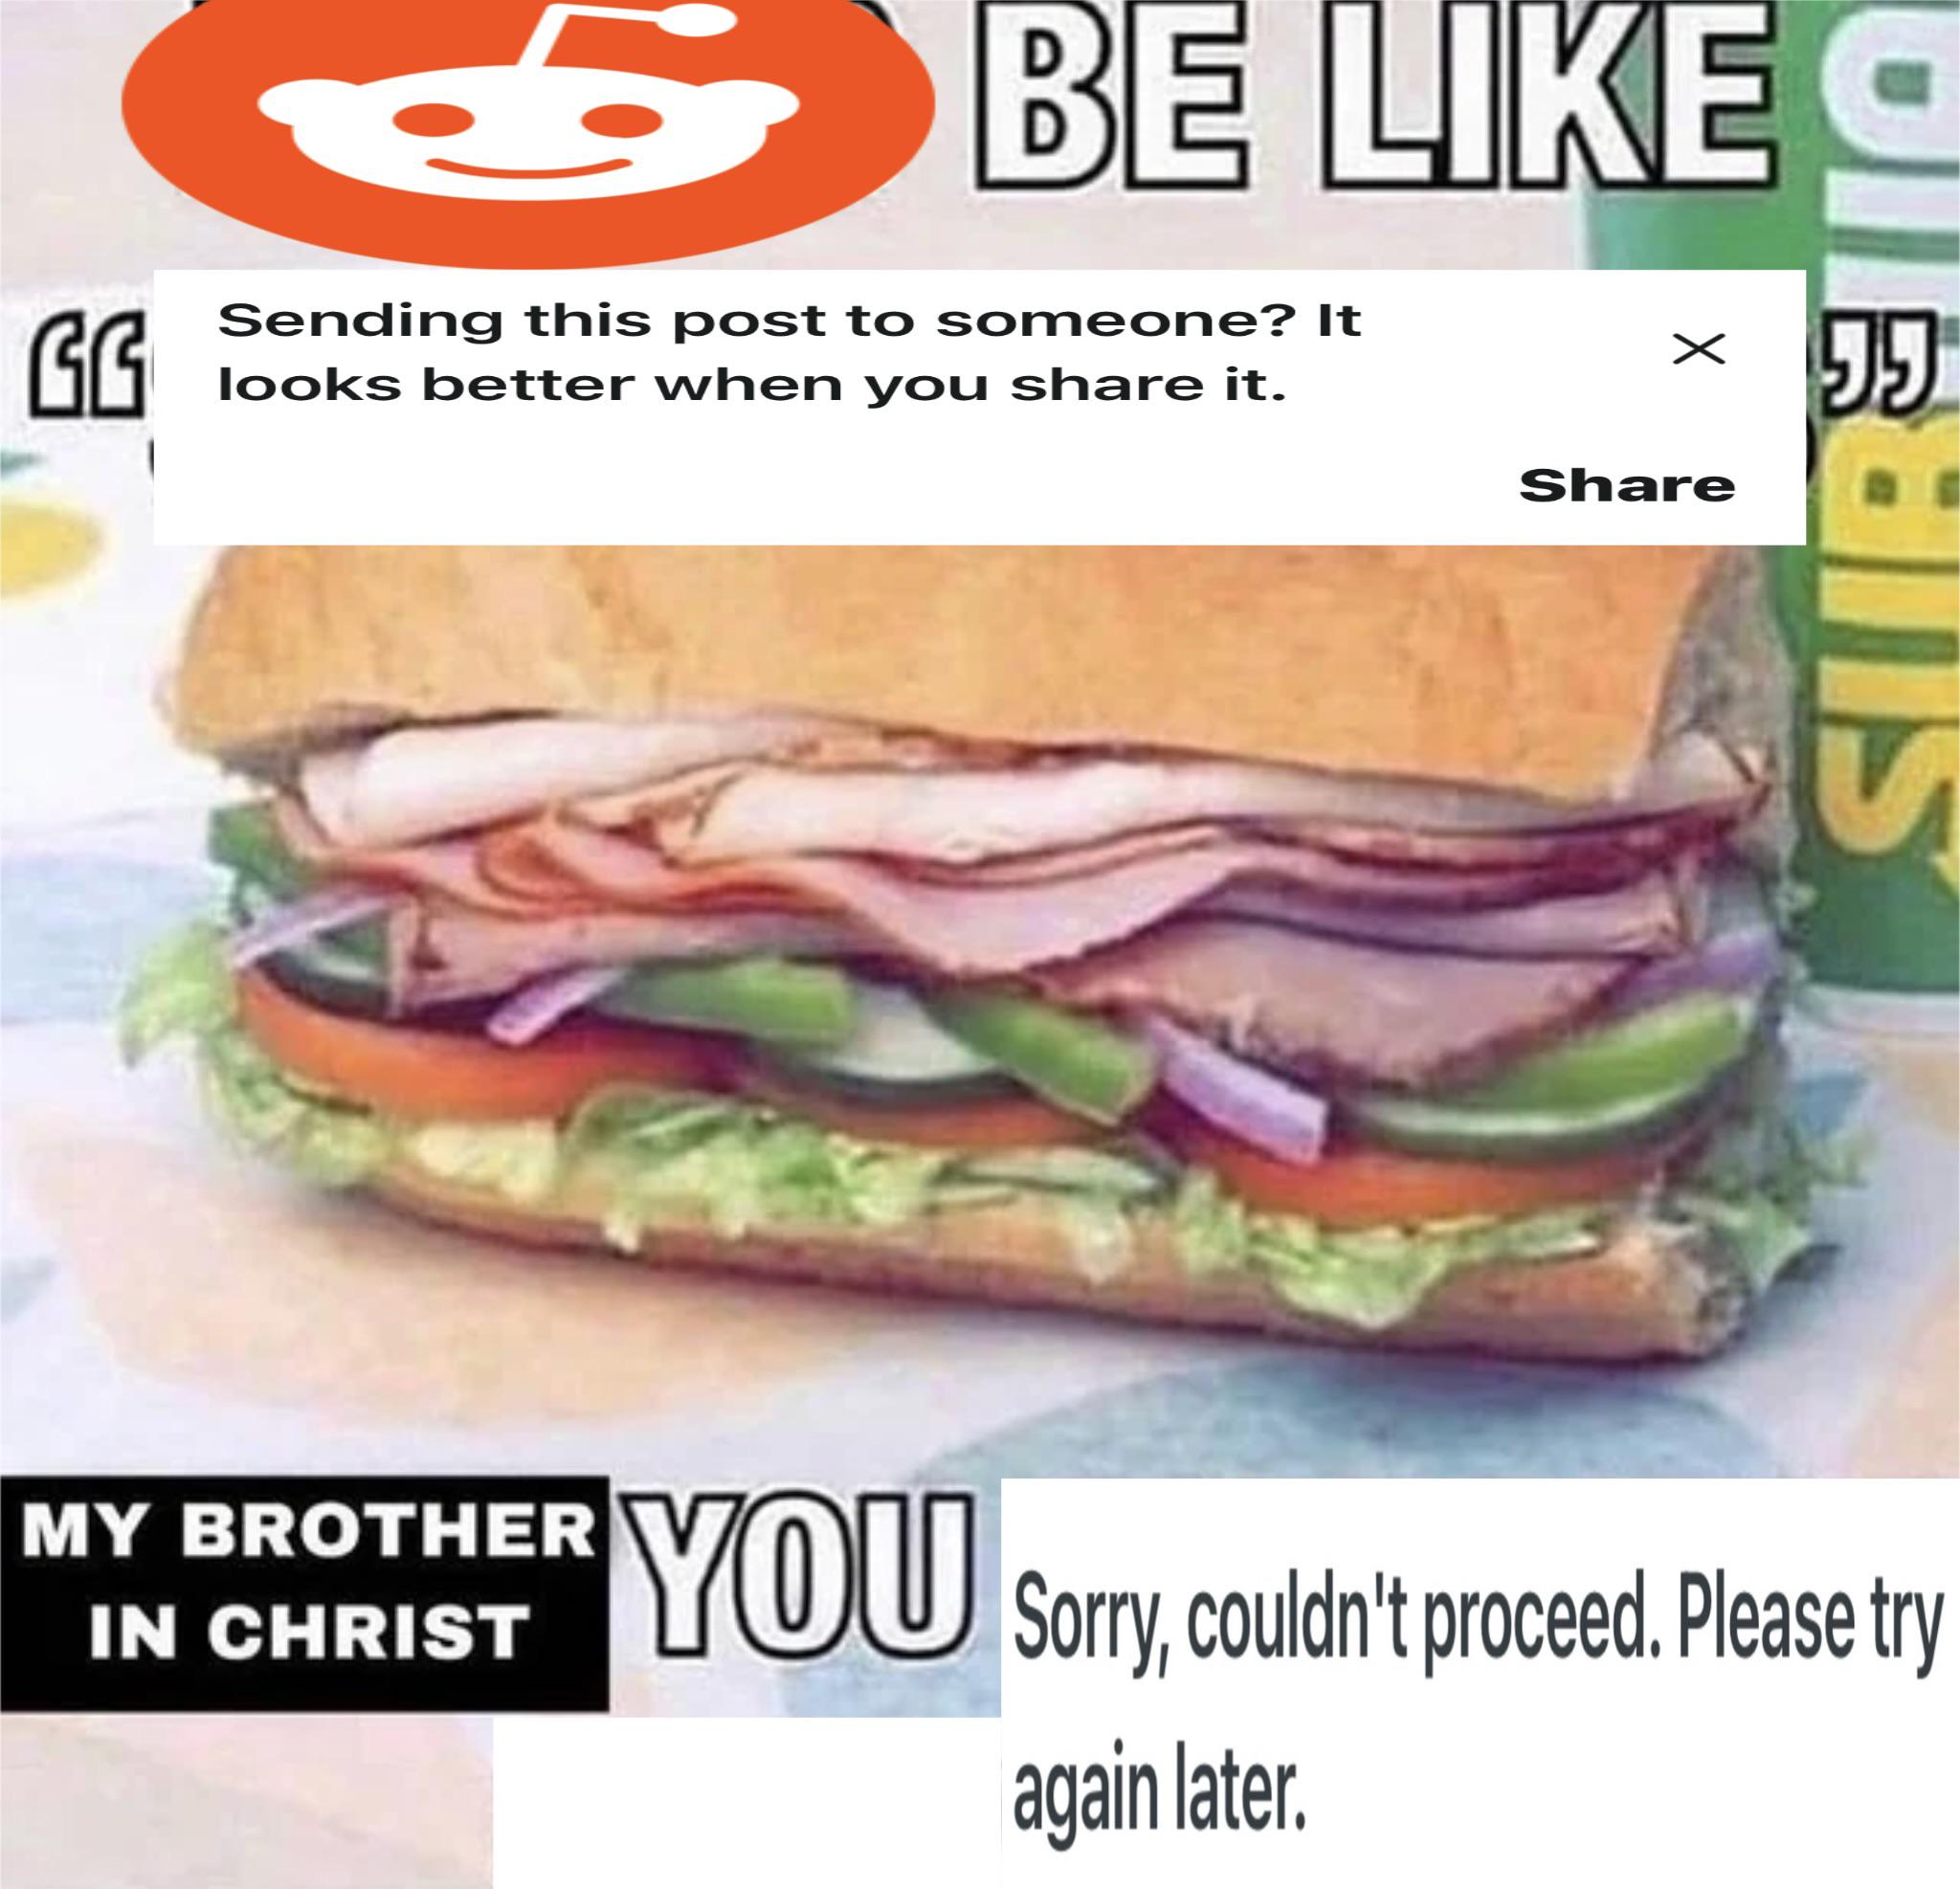 BE LIKE
“
Sending this post to someone? It
looks better when you share it.
”
Share
SUB
MY BROTHER
IN CHRIST
YOU
Sorry, couldn't proceed. Please try
again later.